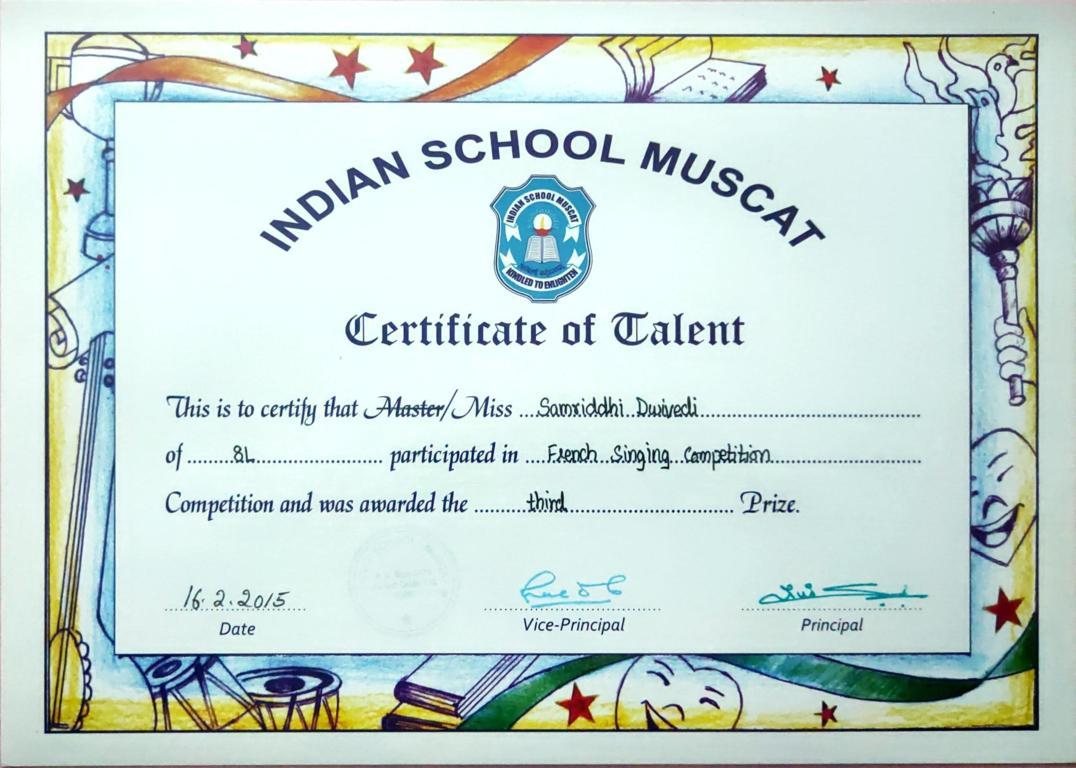 INDIAN SCHOOL MUSCAT
INDIAN SCHOOL MUSCAT
KINDLED TO ENLIGHTEN
Certificate of Talent
This is to certify that Master/Miss ...Samriddhi Dwivedi...
of ...8L... participated in ...French Singing Competition...
Competition and was awarded the ...third... Prize.
16.2.2015
Date
Vice-Principal
Principal